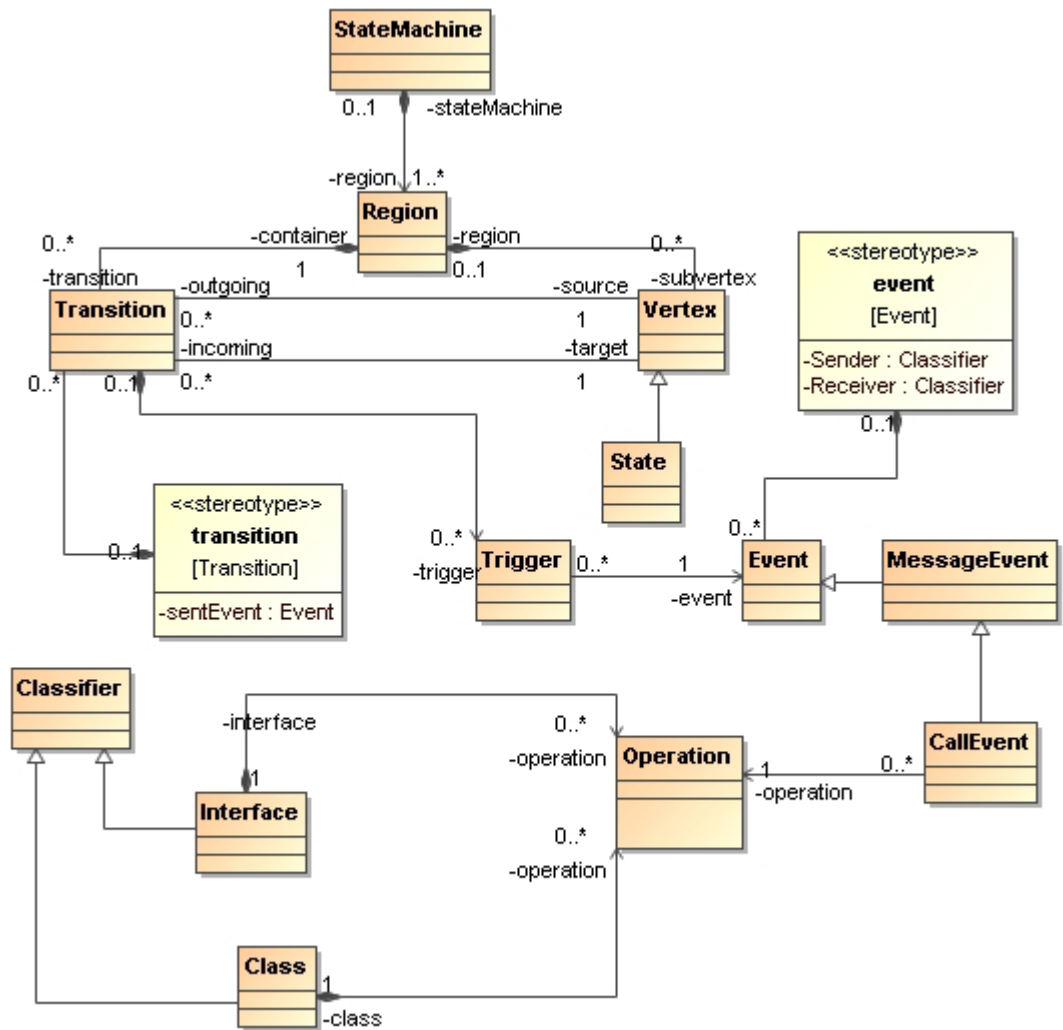 StateMachine
0..1
-stateMachine
-region
1..*
Region
0..*
-container
-region
0..*
1
0..1
-transition
-subvertex
Transition
-outgoing
-source
Vertex
0..*
1
-incoming
-target
0..*
0..1
0..*
1
<<stereotype>>
event
[Event]
-Sender : Classifier
-Receiver : Classifier
0..1
State
<<stereotype>>
transition
[Transition]
-sentEvent : Event
0..1
0..*
-trigger
Trigger
0..*
1
-event
0..*
Event
MessageEvent
Classifier
-interface
0..*
-operation
Operation
CallEvent
1
0..*
-operation
1
Interface
0..*
-operation
Class
1
-class